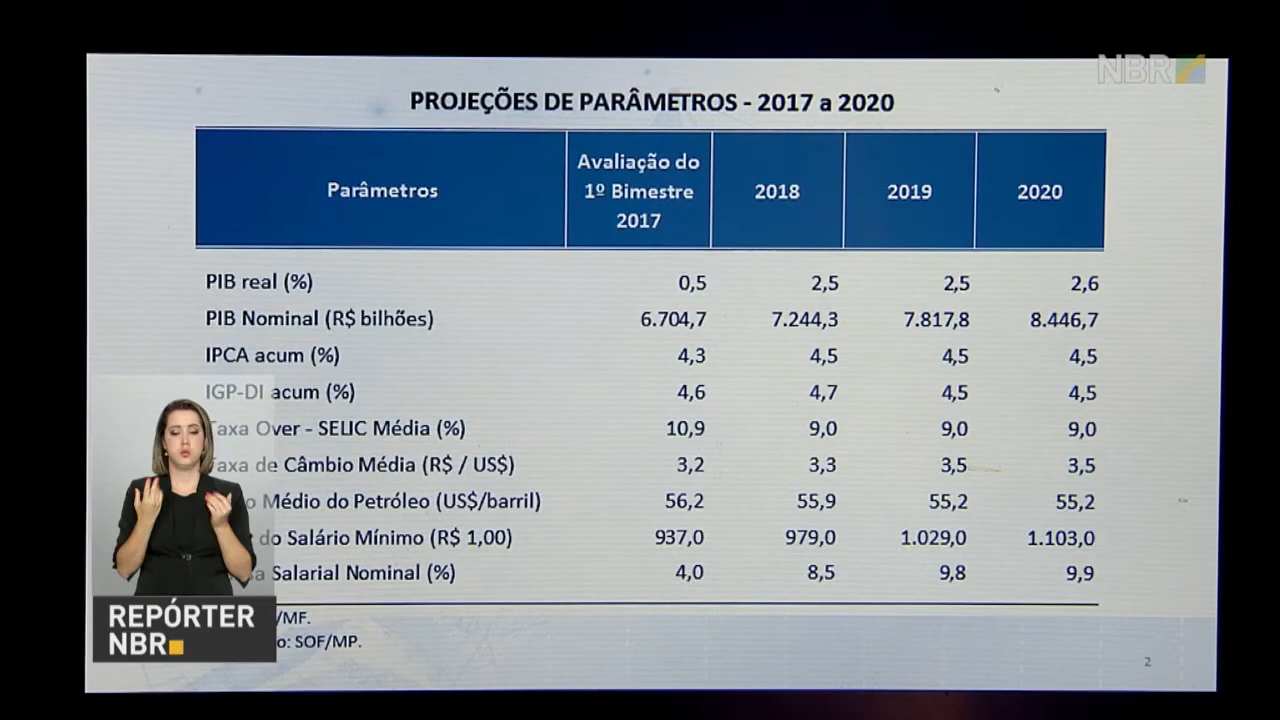 NBR
PROJEÇÕES DE PARÂMETROS - 2017 a 2020
Parâmetros
Avaliação do
1º Bimestre
2017
2018
2019
2020
PIB real (%) 0,5 2,5 2,5 2,6
PIB Nominal (R$ bilhões) 6.704,7 7.244,3 7.817,8 8.446,7
IPCA acum (%) 4,3 4,5 4,5 4,5
IGP-DI acum (%) 4,6 4,7 4,5 4,5
Taxa Over - SELIC Média (%) 10,9 9,0 9,0 9,0
Taxa de Câmbio Média (R$ / US$) 3,2 3,3 3,5 3,5
Médio do Petróleo (US$/barril) 56,2 55,9 55,2 55,2
do Salário Mínimo (R$ 1,00) 937,0 979,0 1.029,0 1.103,0
Salarial Nominal (%) 4,0 8,5 9,8 9,9
/MF.
o: SOF/MP.
2
REPÓRTER
NBR